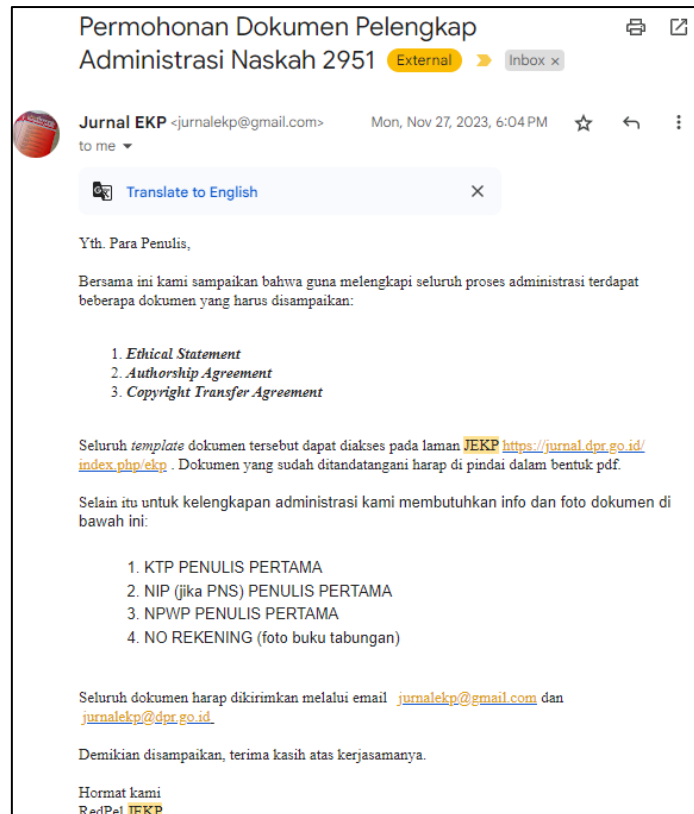 Permohonan Dokumen Pelengkap
Administrasi Naskah 2951 External Inbox ×
Jurnal EKP <jurnalekp@gmail.com> Mon, Nov 27, 2023, 6:04 PM
to me
Translate to English
Yth. Para Penulis,
Bersama ini kami sampaikan bahwa guna melengkapi seluruh proses administrasi terdapat
beberapa dokumen yang harus disampaikan:
1. Ethical Statement
2. Authorship Agreement
3. Copyright Transfer Agreement
Seluruh template dokumen tersebut dapat diakses pada laman JEKP https://jurnal.dpr.go.id/
index.php/ekp . Dokumen yang sudah ditandatangani harap di pindai dalam bentuk pdf.
Selain itu untuk kelengkapan administrasi kami membutuhkan info dan foto dokumen di
bawah ini:
1. KTP PENULIS PERTAMA
2. NIP (jika PNS) PENULIS PERTAMA
3. NPWP PENULIS PERTAMA
4. NO REKENING (foto buku tabungan)
Seluruh dokumen harap dikirimkan melalui email jurnalekp@gmail.com dan
jurnalekp@dpr.go.id
Demikian disampaikan, terima kasih atas kerjasamanya.
Hormat kami
RedPel JEKP